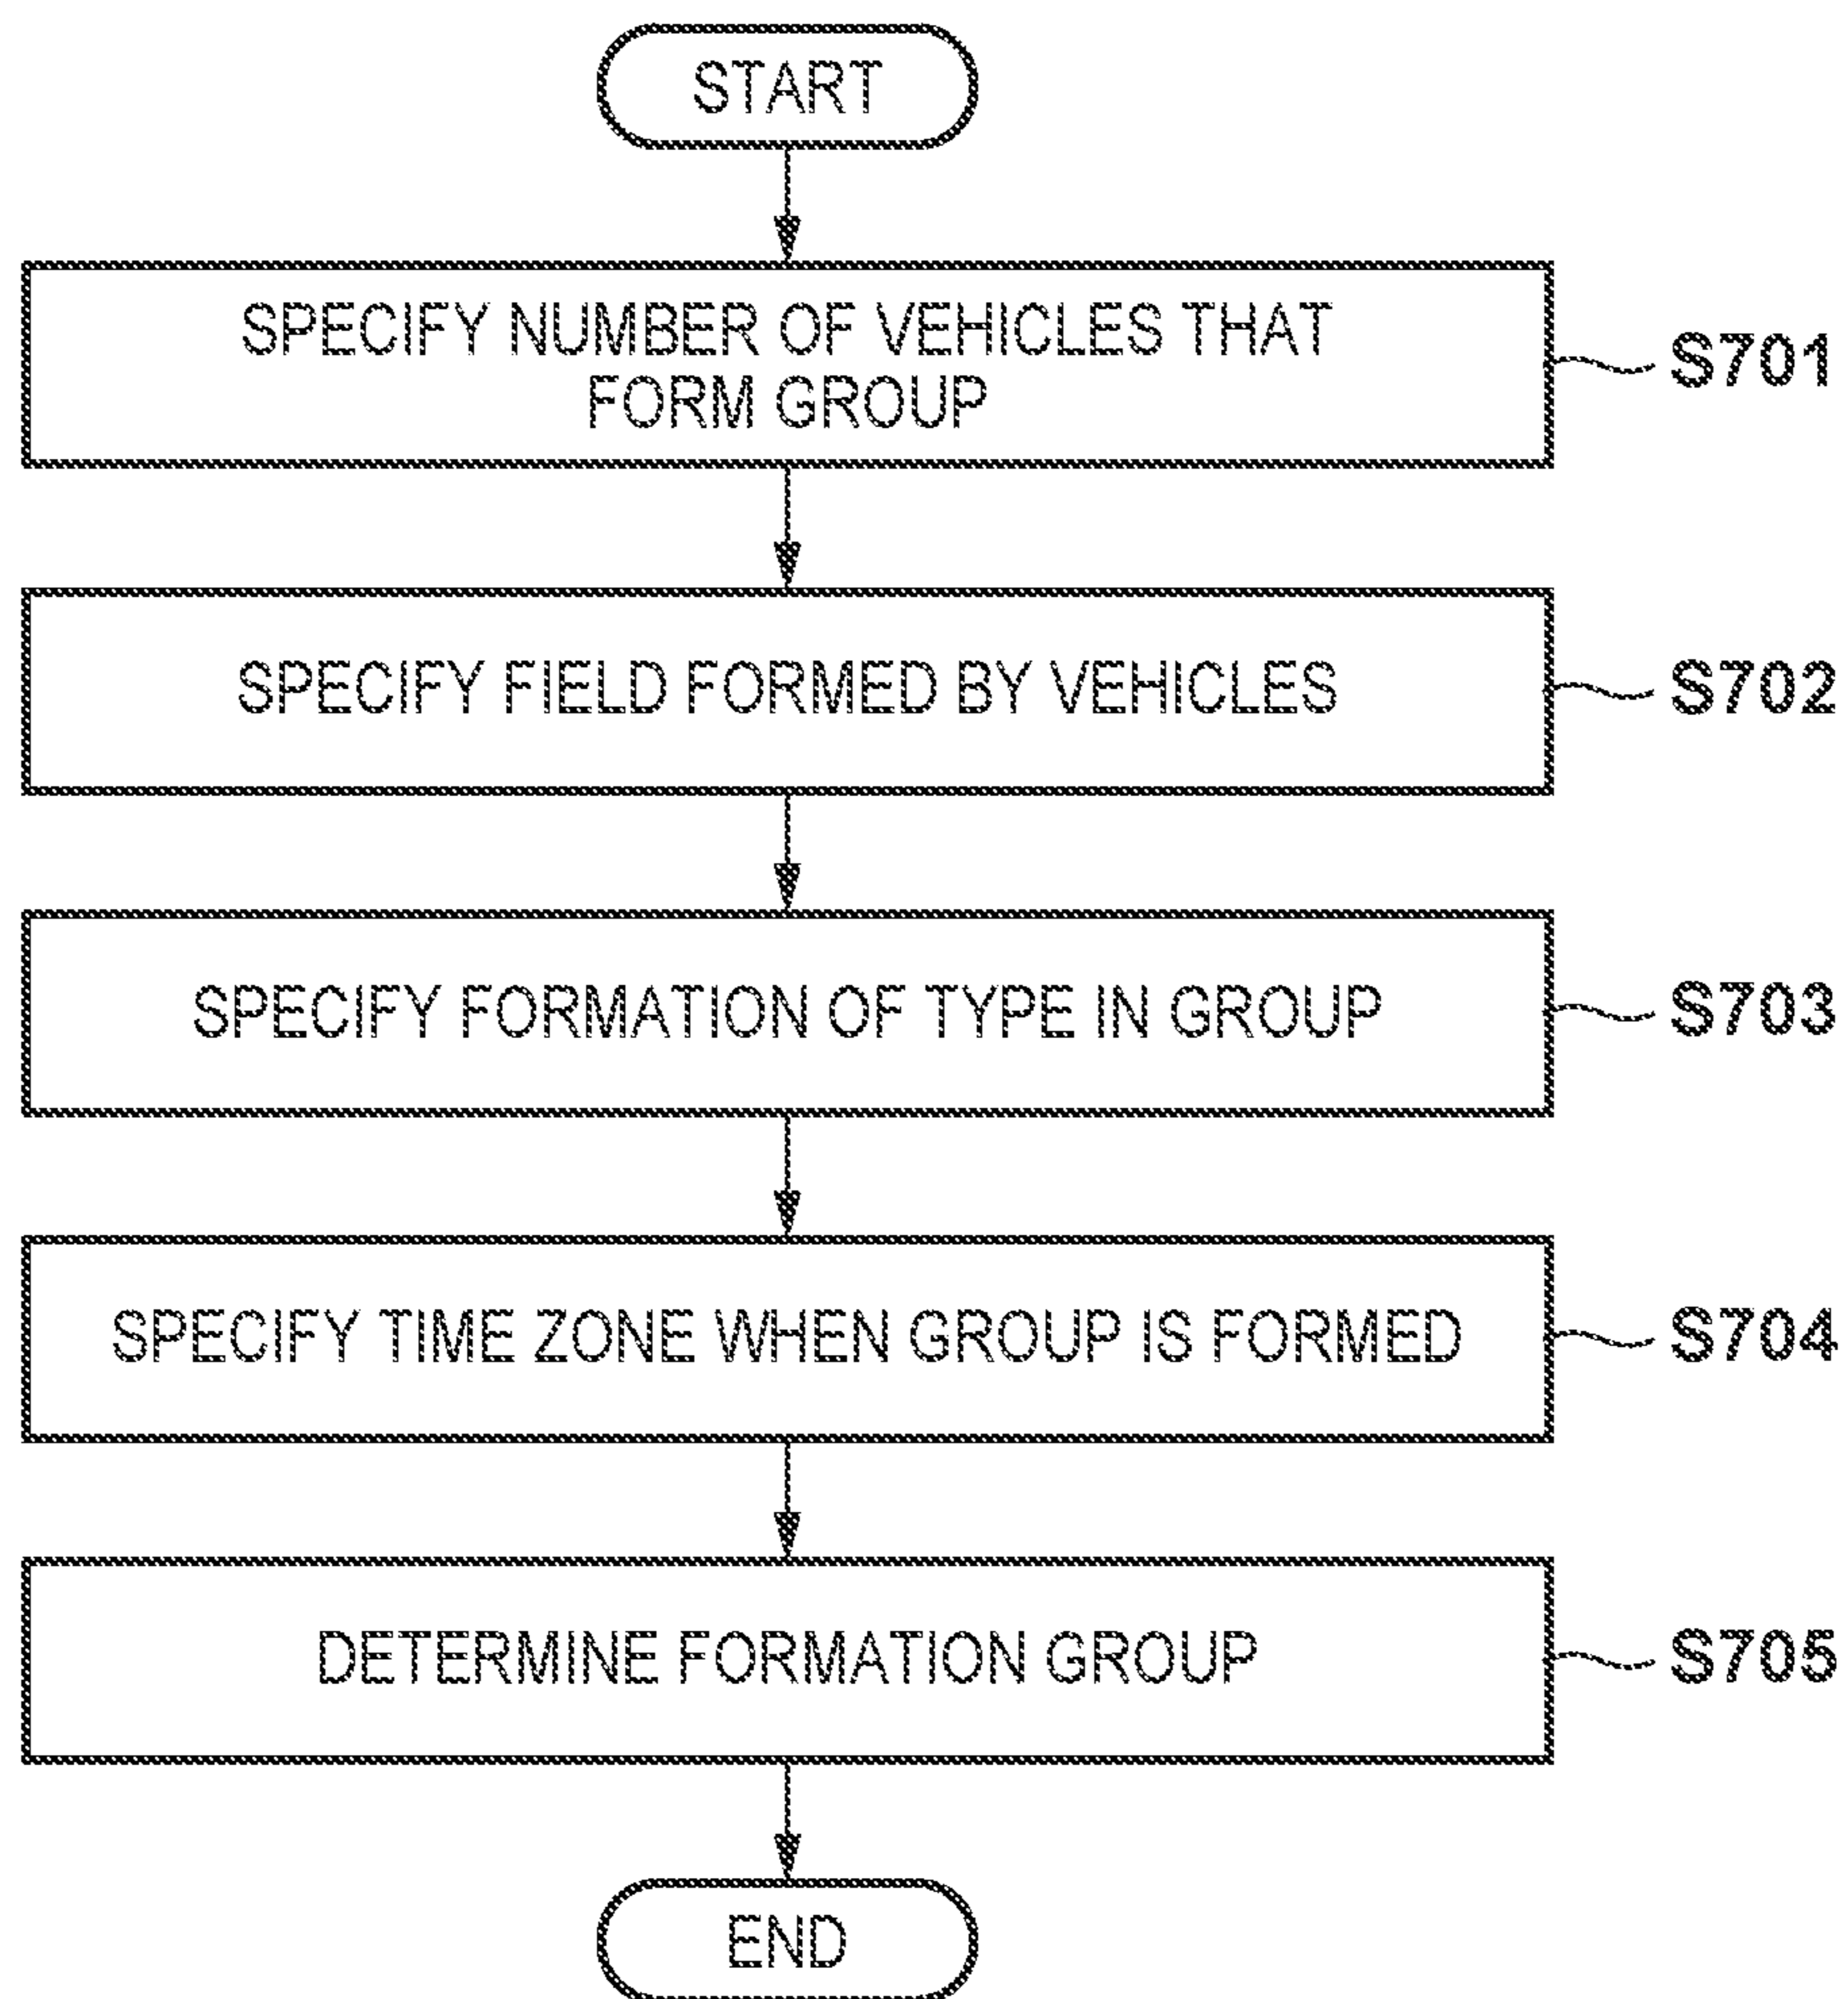 START
SPECIFY NUMBER OF VEHICLES THAT
FORM GROUP
S701
SPECIFY FIELD FORMED BY VEHICLES
S702
SPECIFY FORMATION OF TYPE IN GROUP
S703
SPECIFY TIME ZONE WHEN GROUP IS FORMED
S704
DETERMINE FORMATION GROUP
S705
END